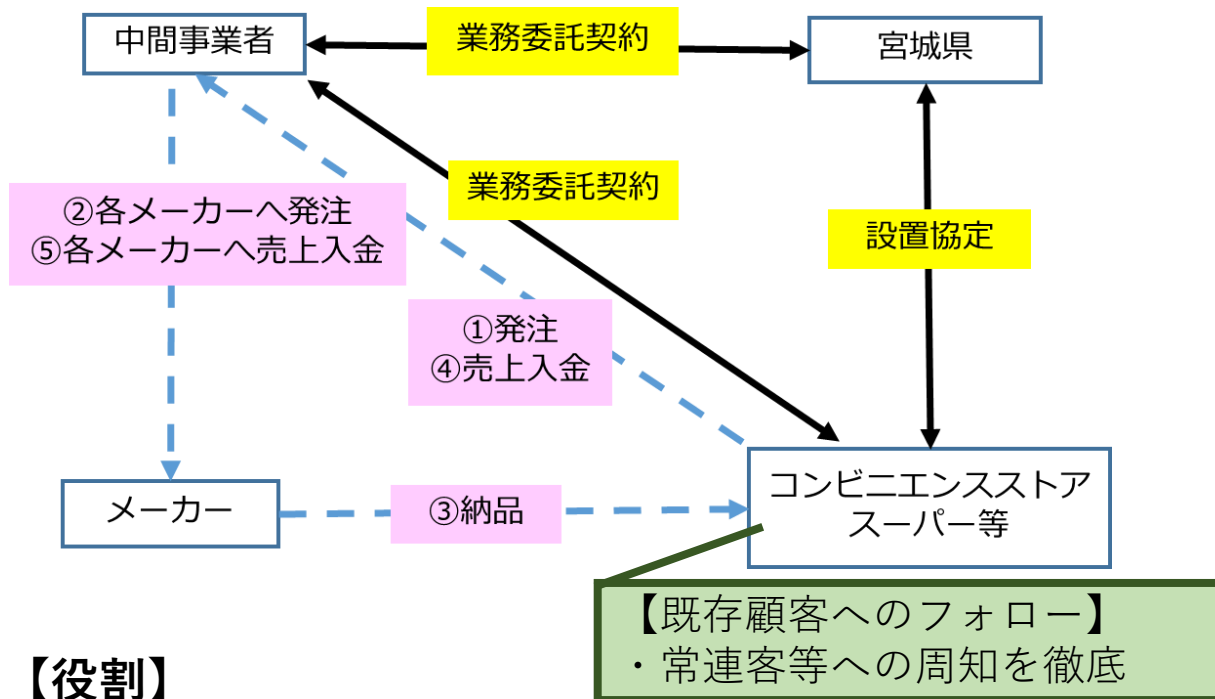 中間事業者
業務委託契約
宮城県
業務委託契約
②各メーカーへ発注
⑤各メーカーへ売上入金
設置協定
①発注
④売上入金
メーカー
③納品
コンビニエンスストア
スーパー等
【既存顧客へのフォロー】
・常連客等への周知を徹底
【役割】